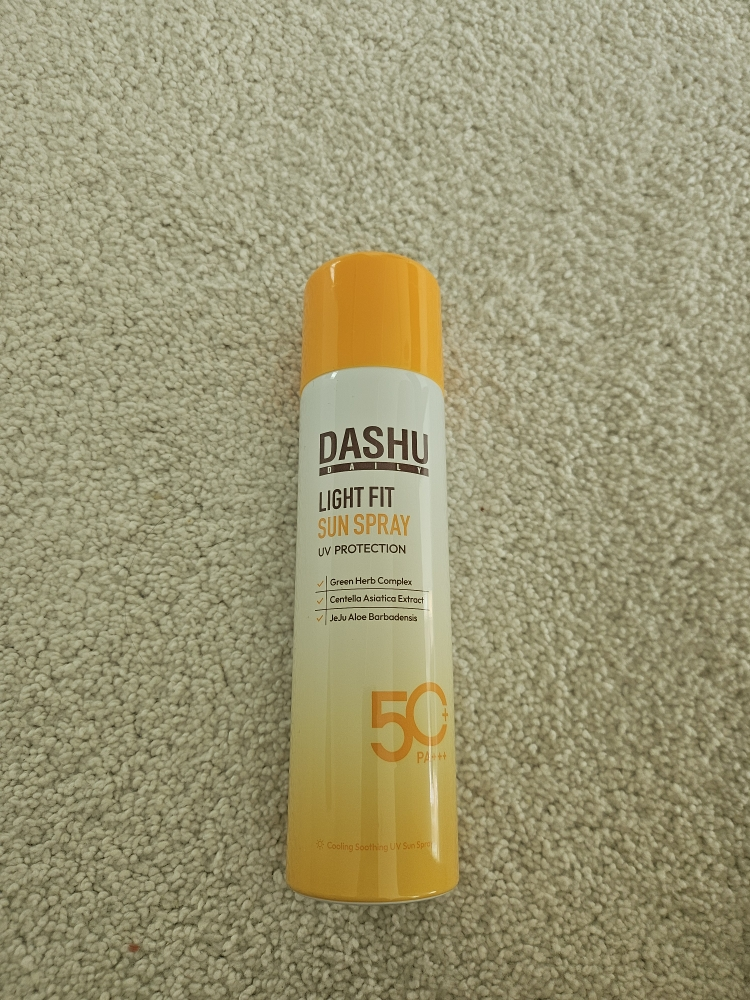 DASHU
DAILY
LIGHT FIT
SUN SPRAY
UV PROTECTION
Green Herb Complex
Centella Asiatica Extract
JeJu Aloe Barbadensis
50+
PA+++
Cooling Soothing UV Sun Spray